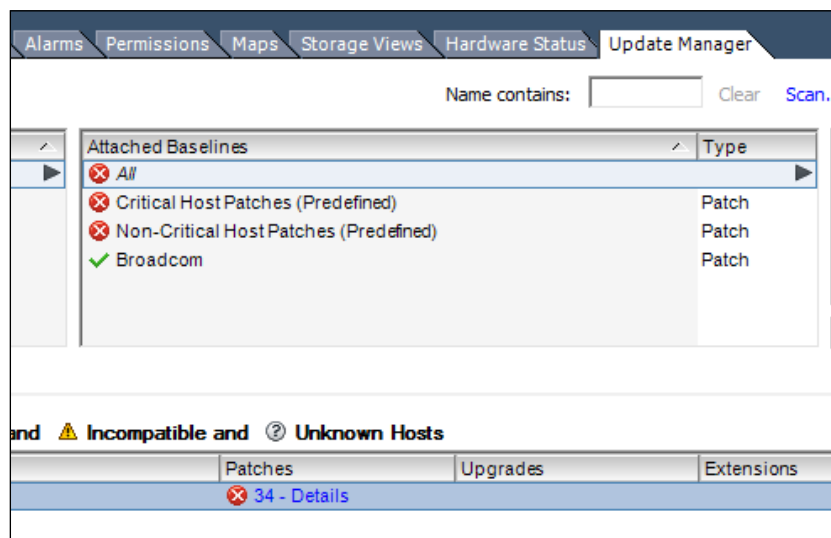 Alarms Permissions Maps Storage Views Hardware Status Update Manager
Name contains: Clear Scan.
Attached Baselines Type
All
Critical Host Patches (Predefined) Patch
Non-Critical Host Patches (Predefined) Patch
Broadcom Patch
and Incompatible and Unknown Hosts
Patches Upgrades Extensions
34 - Details